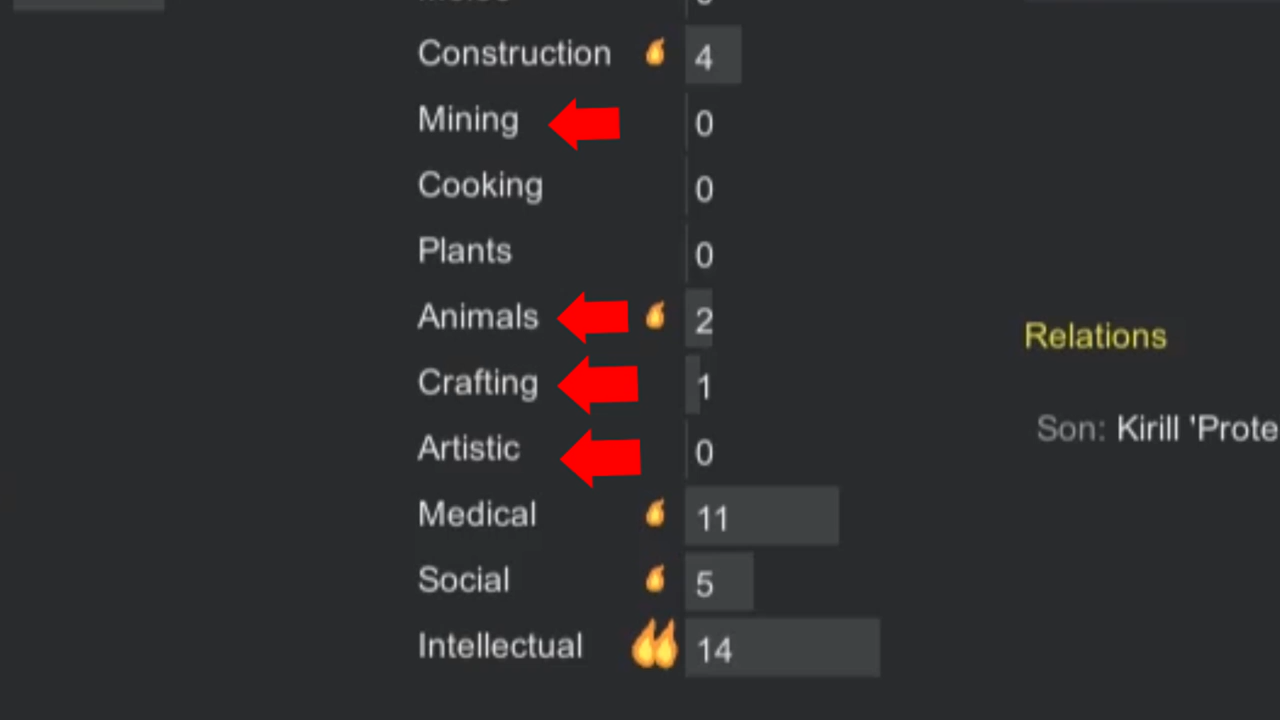 Construction 4
Mining 0
Cooking 0
Plants 0
Animals 2
Crafting 1
Artistic 0
Medical 11
Social 5
Intellectual 14
Relations
Son: Kirill 'Prote